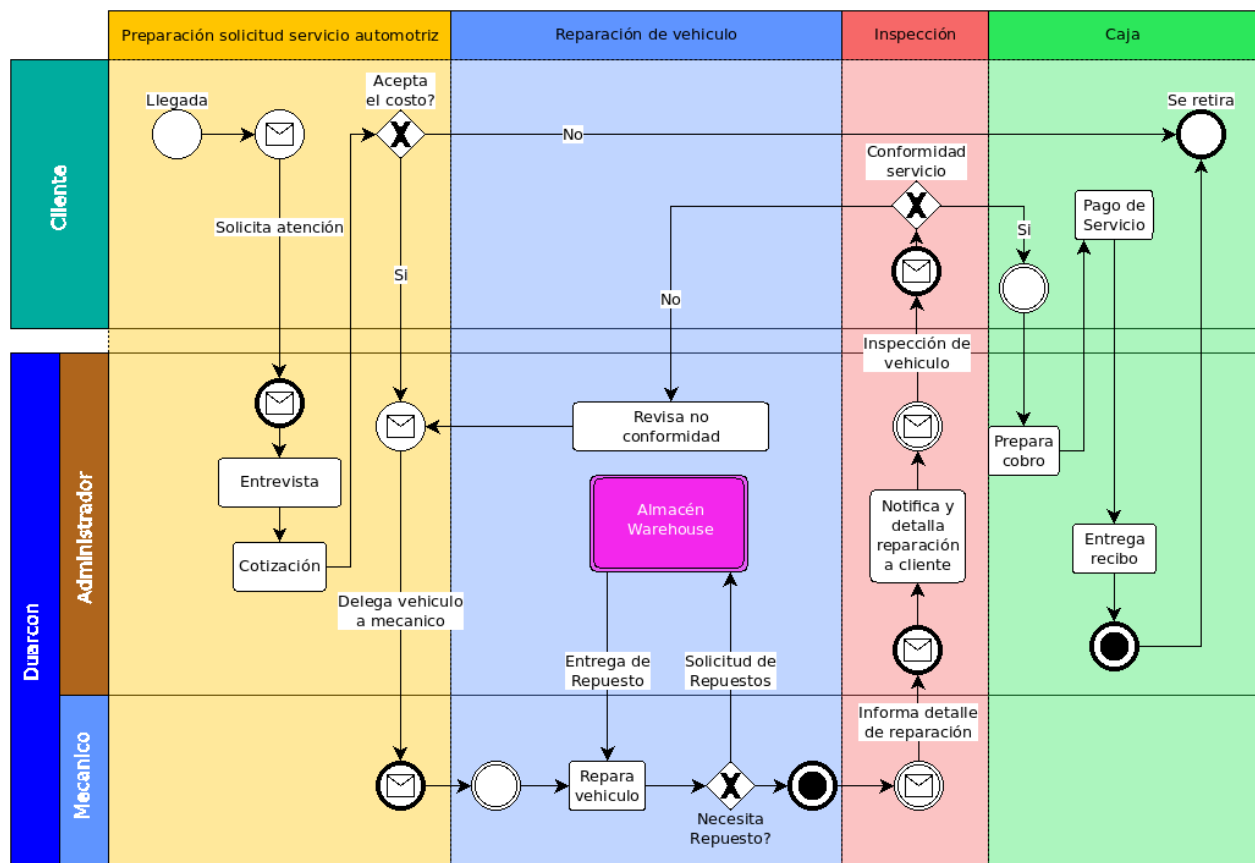 Preparación solicitud servicio automotriz
Reparación de vehiculo
Inspección
Caja
Cliente
Llegada
Acepta
el costo?
No
Se retira
Conformidad
servicio
Pago de
Servicio
Solicita atención
Si
Si
No
Inspección de
vehiculo
Duarcon
Administrador
Revisa no
conformidad
Prepara
cobro
Entrevista
Almacén
Warehouse
Notifica y
detalla
reparación
a cliente
Entrega
recibo
Cotización
Delega vehiculo
a mecanico
Entrega de
Repuesto
Solicitud de
Repuestos
Mecanico
Informa detalle
de reparación
Repara
vehiculo
Necesita
Repuesto?